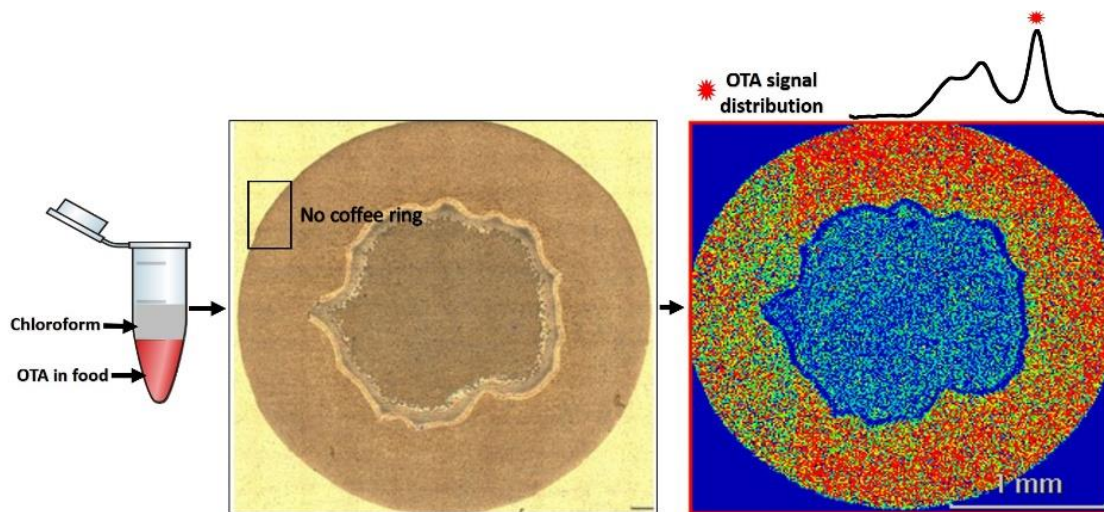 OTA signal
distribution
No coffee ring
Chloroform
OTA in food
1 mm